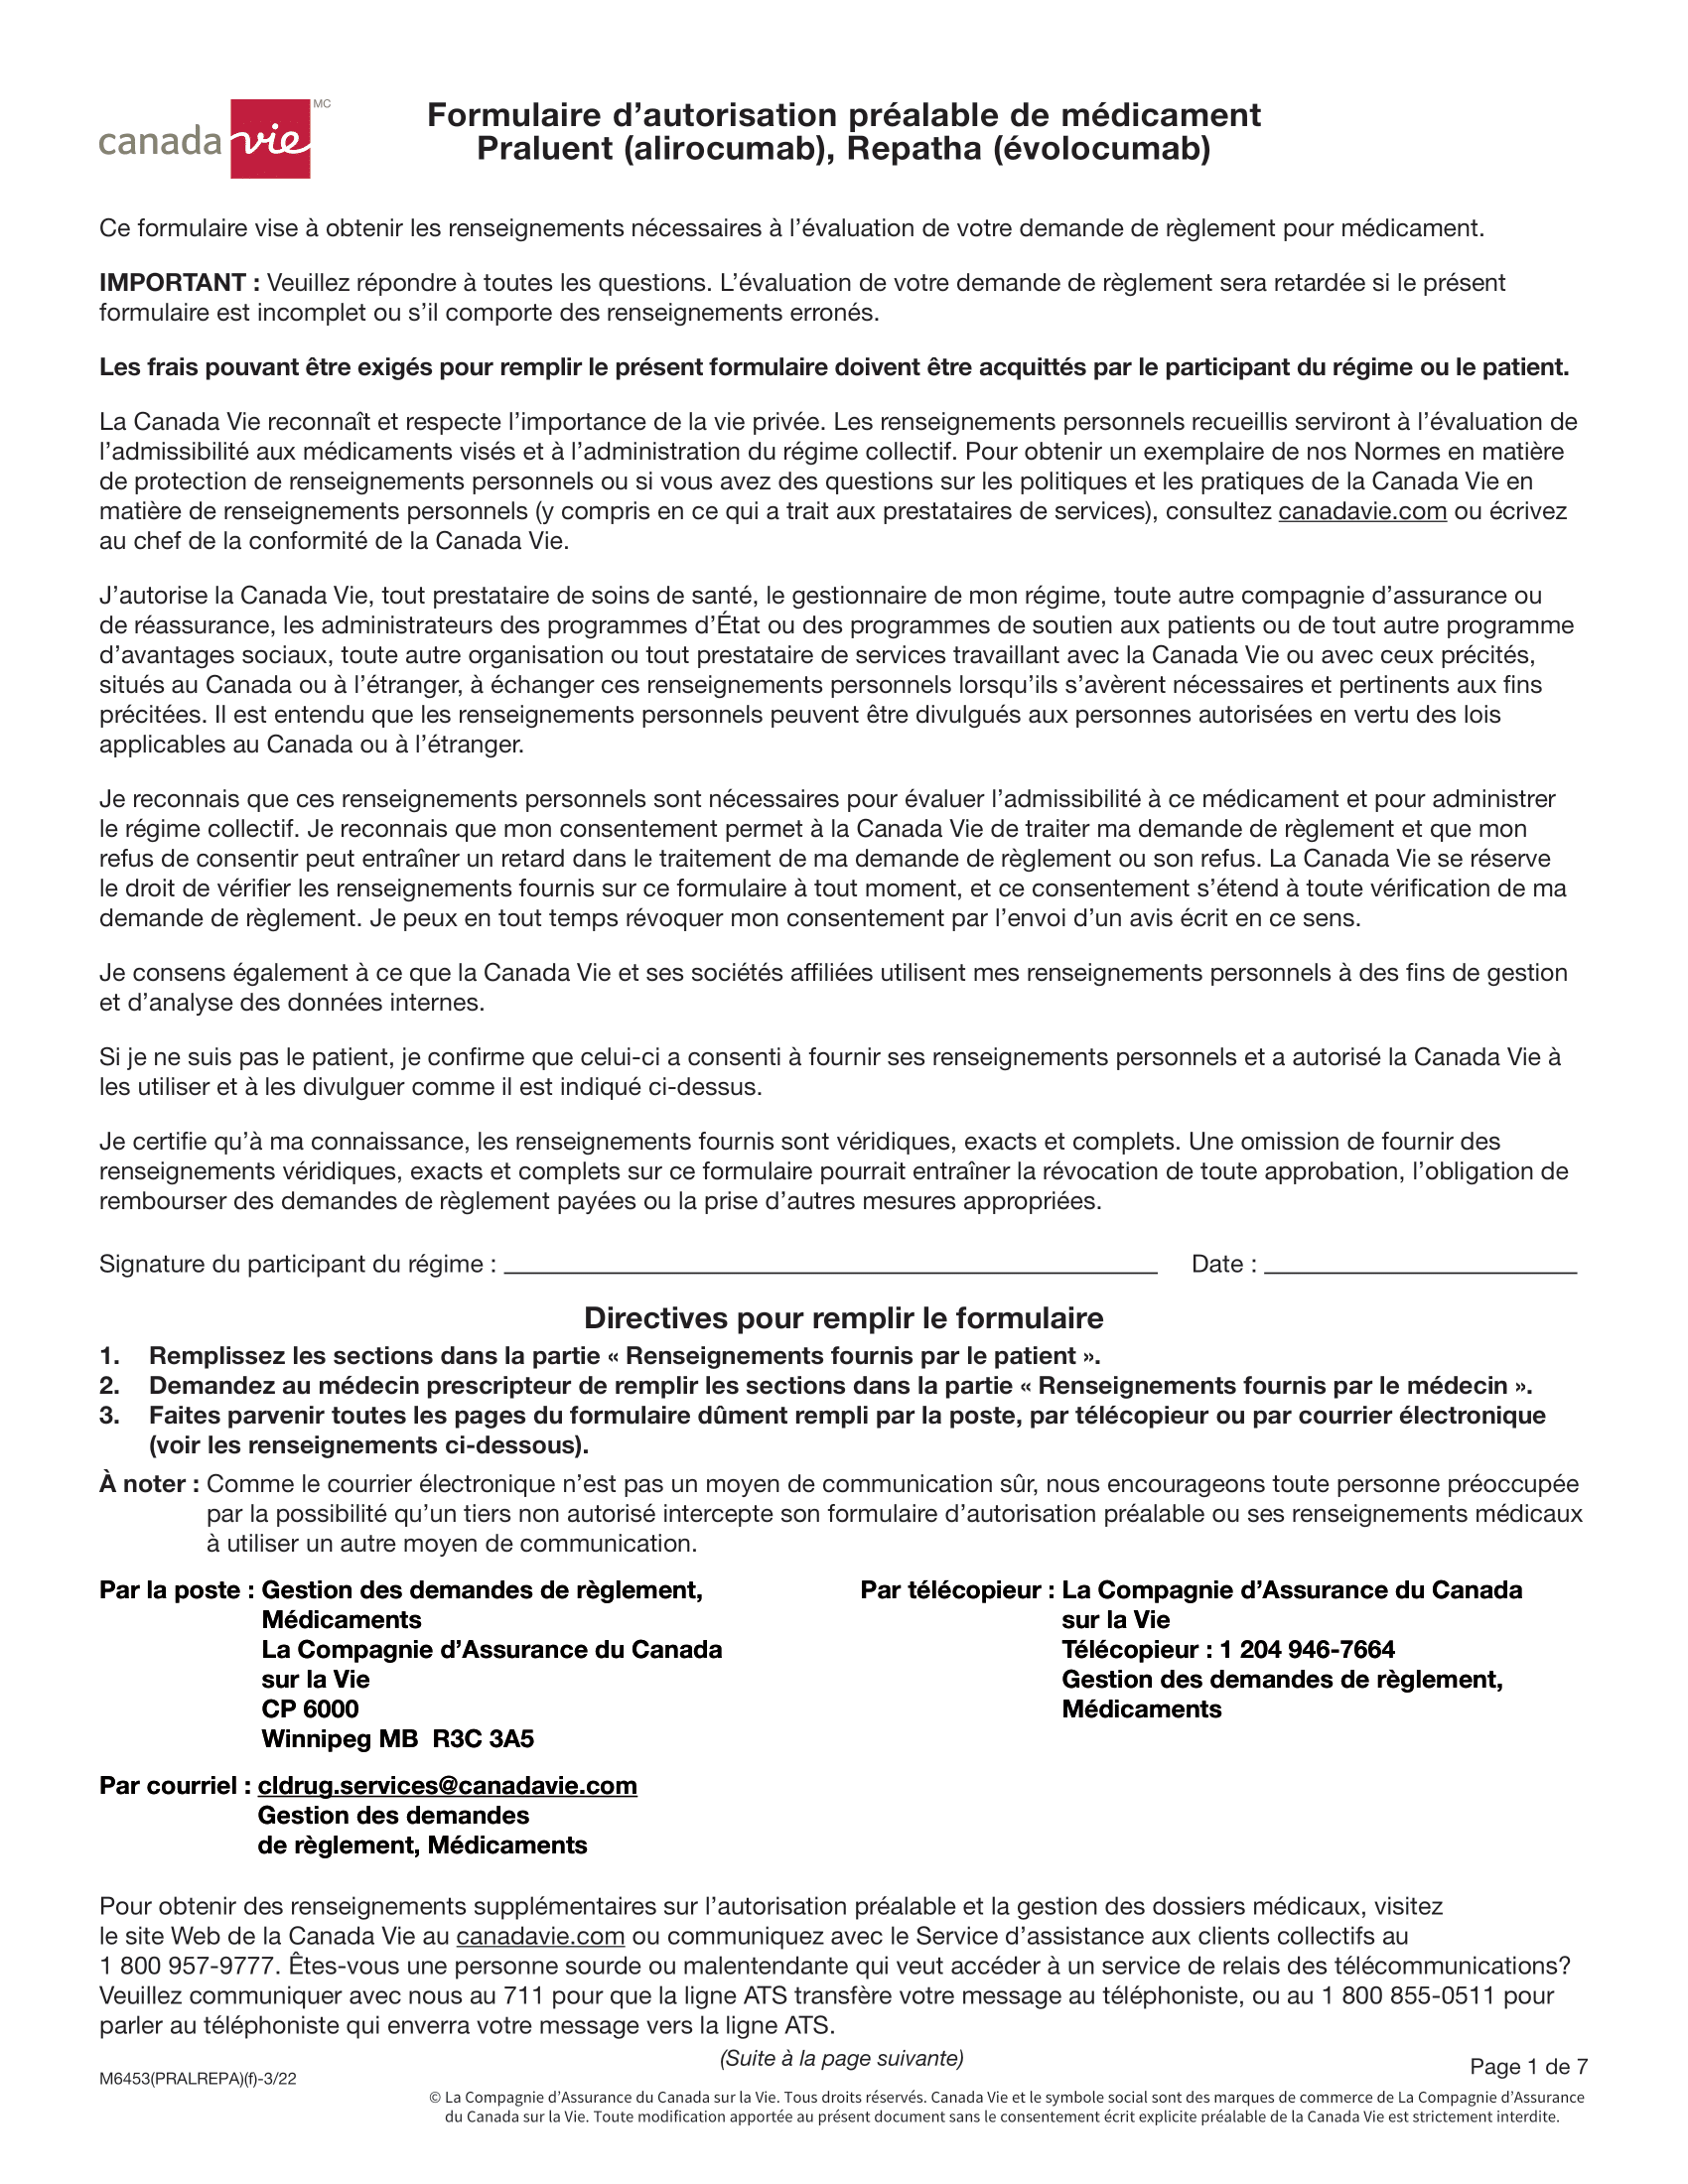 canada vie MC
Formulaire d’autorisation préalable de médicament
Praluent (alirocumab), Repatha (évolocumab)
Ce formulaire vise à obtenir les renseignements nécessaires à l’évaluation de votre demande de règlement pour médicament.
IMPORTANT : Veuillez répondre à toutes les questions. L’évaluation de votre demande de règlement sera retardée si le présent
formulaire est incomplet ou s’il comporte des renseignements erronés.
Les frais pouvant être exigés pour remplir le présent formulaire doivent être acquittés par le participant du régime ou le patient.
La Canada Vie reconnaît et respecte l’importance de la vie privée. Les renseignements personnels recueillis serviront à l’évaluation de
l’admissibilité aux médicaments visés et à l’administration du régime collectif. Pour obtenir un exemplaire de nos Normes en matière
de protection de renseignements personnels ou si vous avez des questions sur les politiques et les pratiques de la Canada Vie en
matière de renseignements personnels (y compris en ce qui a trait aux prestataires de services), consultez canadavie.com ou écrivez
au chef de la conformité de la Canada Vie.
J’autorise la Canada Vie, tout prestataire de soins de santé, le gestionnaire de mon régime, toute autre compagnie d’assurance ou
de réassurance, les administrateurs des programmes d’État ou des programmes de soutien aux patients ou de tout autre programme
d’avantages sociaux, toute autre organisation ou tout prestataire de services travaillant avec la Canada Vie ou avec ceux précités,
situés au Canada ou à l’étranger, à échanger ces renseignements personnels lorsqu’ils s’avèrent nécessaires et pertinents aux fins
précitées. Il est entendu que les renseignements personnels peuvent être divulgués aux personnes autorisées en vertu des lois
applicables au Canada ou à l’étranger.
Je reconnais que ces renseignements personnels sont nécessaires pour évaluer l’admissibilité à ce médicament et pour administrer
le régime collectif. Je reconnais que mon consentement permet à la Canada Vie de traiter ma demande de règlement et que mon
refus de consentir peut entraîner un retard dans le traitement de ma demande de règlement ou son refus. La Canada Vie se réserve
le droit de vérifier les renseignements fournis sur ce formulaire à tout moment, et ce consentement s’étend à toute vérification de ma
demande de règlement. Je peux en tout temps révoquer mon consentement par l’envoi d’un avis écrit en ce sens.
Je consens également à ce que la Canada Vie et ses sociétés affiliées utilisent mes renseignements personnels à des fins de gestion
et d’analyse des données internes.
Si je ne suis pas le patient, je confirme que celui-ci a consenti à fournir ses renseignements personnels et a autorisé la Canada Vie à
les utiliser et à les divulguer comme il est indiqué ci-dessus.
Je certifie qu’à ma connaissance, les renseignements fournis sont véridiques, exacts et complets. Une omission de fournir des
renseignements véridiques, exacts et complets sur ce formulaire pourrait entraîner la révocation de toute approbation, l’obligation de
rembourser des demandes de règlement payées ou la prise d’autres mesures appropriées.
Signature du participant du régime : Date :
Directives pour remplir le formulaire
1. Remplissez les sections dans la partie « Renseignements fournis par le patient ».
2. Demandez au médecin prescripteur de remplir les sections dans la partie « Renseignements fournis par le médecin ».
3. Faites parvenir toutes les pages du formulaire dûment rempli par la poste, par télécopieur ou par courrier électronique
(voir les renseignements ci-dessous).
À noter : Comme le courrier électronique n’est pas un moyen de communication sûr, nous encourageons toute personne préoccupée
par la possibilité qu’un tiers non autorisé intercepte son formulaire d’autorisation préalable ou ses renseignements médicaux
à utiliser un autre moyen de communication.
Par la poste : Gestion des demandes de règlement,
Médicaments
La Compagnie d’Assurance du Canada
sur la Vie
CP 6000
Winnipeg MB R3C 3A5
Par télécopieur : La Compagnie d’Assurance du Canada
sur la Vie
Télécopieur : 1 204 946-7664
Gestion des demandes de règlement,
Médicaments
Par courriel : cldrug.services@canadavie.com
Gestion des demandes
de règlement, Médicaments
Pour obtenir des renseignements supplémentaires sur l’autorisation préalable et la gestion des dossiers médicaux, visitez
le site Web de la Canada Vie au canadavie.com ou communiquez avec le Service d’assistance aux clients collectifs au
1 800 957-9777. Êtes-vous une personne sourde ou malentendante qui veut accéder à un service de relais des télécommunications?
Veuillez communiquer avec nous au 711 pour que la ligne ATS transfère votre message au téléphoniste, ou au 1 800 855-0511 pour
parler au téléphoniste qui enverra votre message vers la ligne ATS.
(Suite à la page suivante)
M6453(PRALREPA)(f)-3/22
Page 1 de 7
© La Compagnie d’Assurance du Canada sur la Vie. Tous droits réservés. Canada Vie et le symbole social sont des marques de commerce de La Compagnie d’Assurance
du Canada sur la Vie. Toute modification apportée au présent document sans le consentement écrit explicite préalable de la Canada Vie est strictement interdite.